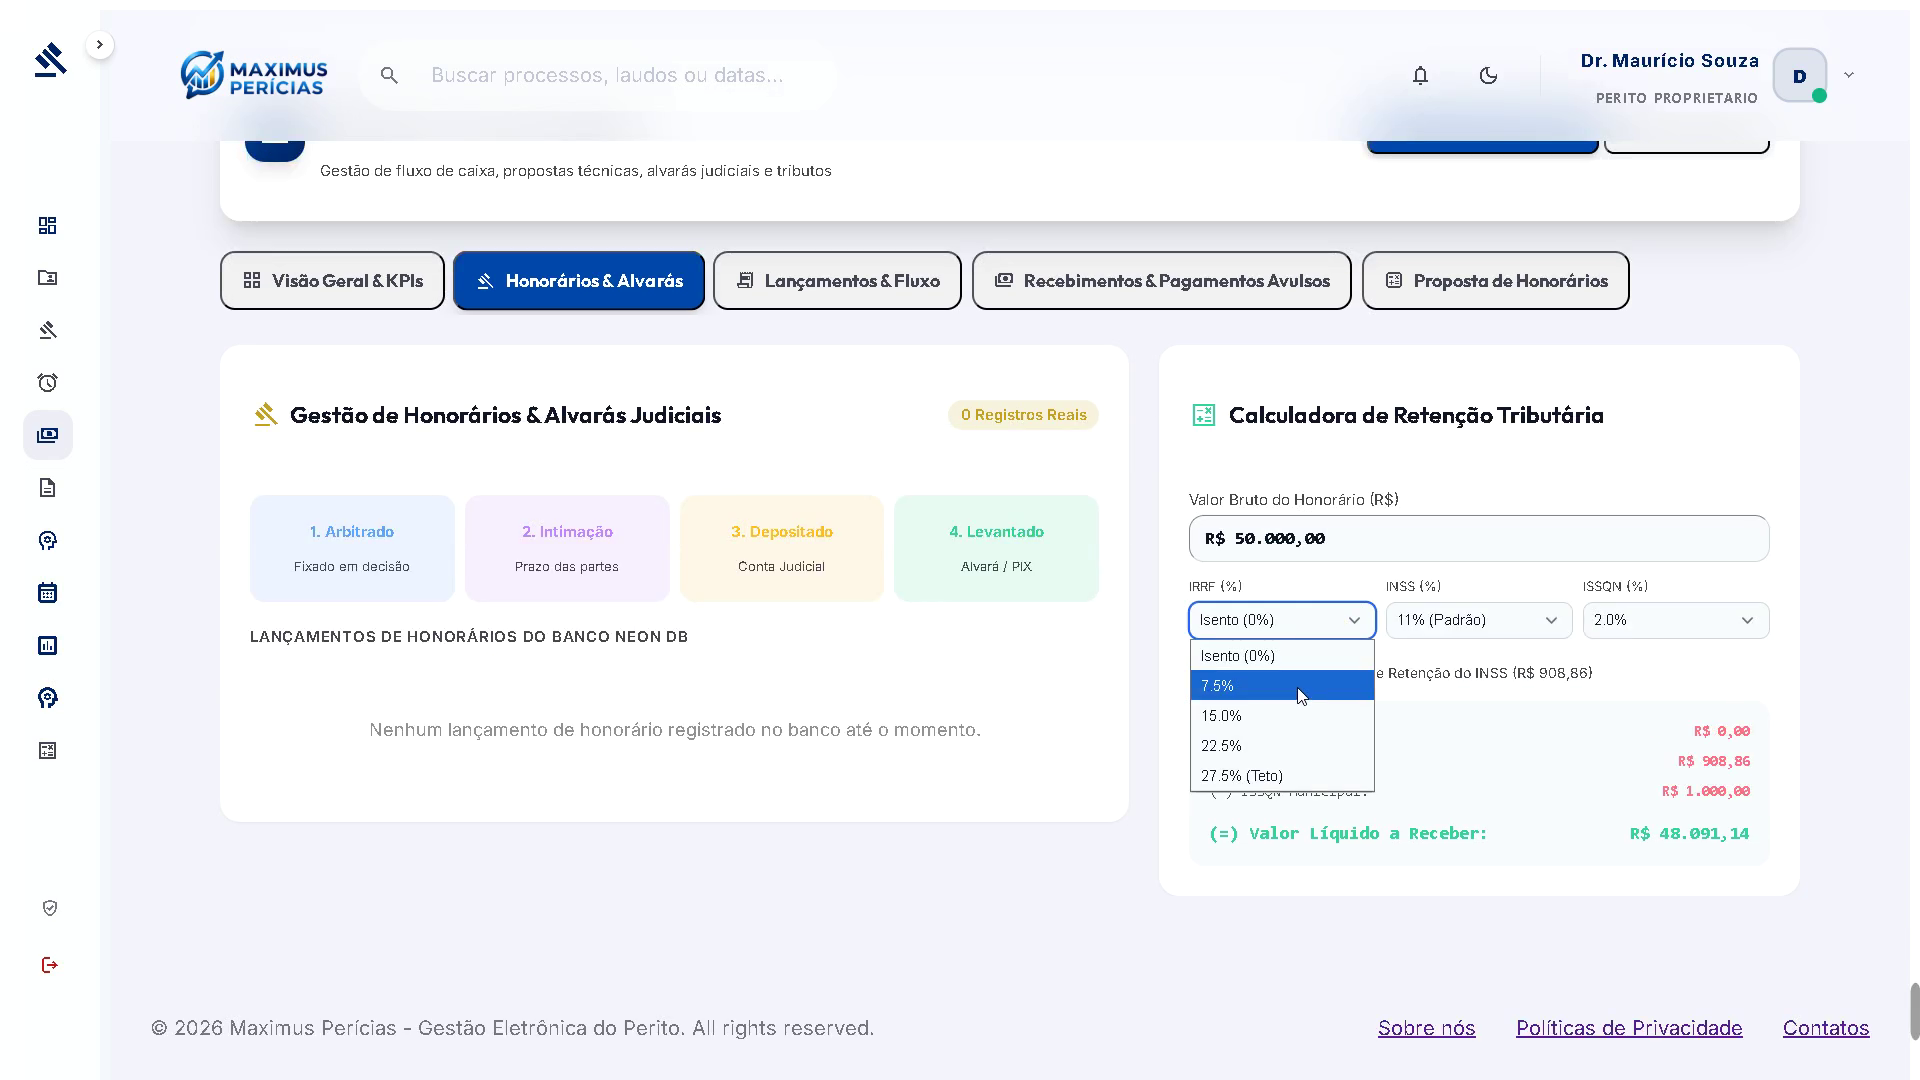 MAXIMUS
PERÍCIAS
Buscar processos, laudos ou datas...
Dr. Maurício Souza
PERITO PROPRIETARIO
D
Gestão de fluxo de caixa, propostas técnicas, alvarás judiciais e tributos
Visão Geral & KPIs
Honorários & Alvarás
Lançamentos & Fluxo
Recebimentos & Pagamentos Avulsos
Proposta de Honorários
Gestão de Honorários & Alvarás Judiciais
0 Registros Reais
1. Arbitrado
Fixado em decisão
2. Intimação
Prazo das partes
3. Depositado
Conta Judicial
4. Levantado
Alvará / PIX
LANÇAMENTOS DE HONORÁRIOS DO BANCO NEON DB
Nenhum lançamento de honorário registrado no banco até o momento.
Calculadora de Retenção Tributária
Valor Bruto do Honorário (R$)
R$ 50.000,00
IRRF (%)
INSS (%)
ISSQN (%)
Isento (0%)
11% (Padrão)
2.0%
Isento (0%)
7.5%
15.0%
22.5%
27.5% (Teto)
e Retenção do INSS (R$ 908,86)
R$ 0,00
R$ 908,86
R$ 1.000,00
(=) Valor Líquido a Receber:
R$ 48.091,14
© 2026 Maximus Perícias - Gestão Eletrônica do Perito. All rights reserved.
Sobre nós
Políticas de Privacidade
Contatos